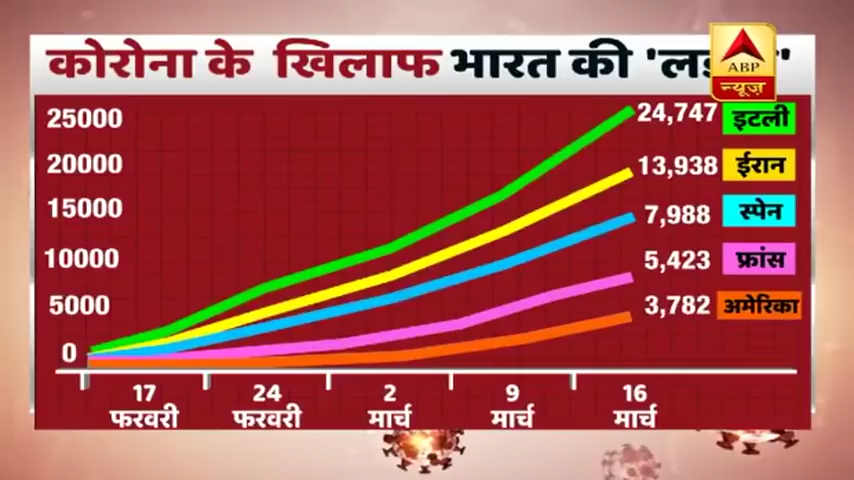 कोरोना के खिलाफ भारत की
ABP
न्यूज़
25000
24,747 इटली
20000
13,938 ईरान
15000
7,988 स्पेन
10000
5,423 फ्रांस
5000
3,782 अमेरिका
0
17 24 2 9 16
फरवरी फरवरी मार्च मार्च मार्च